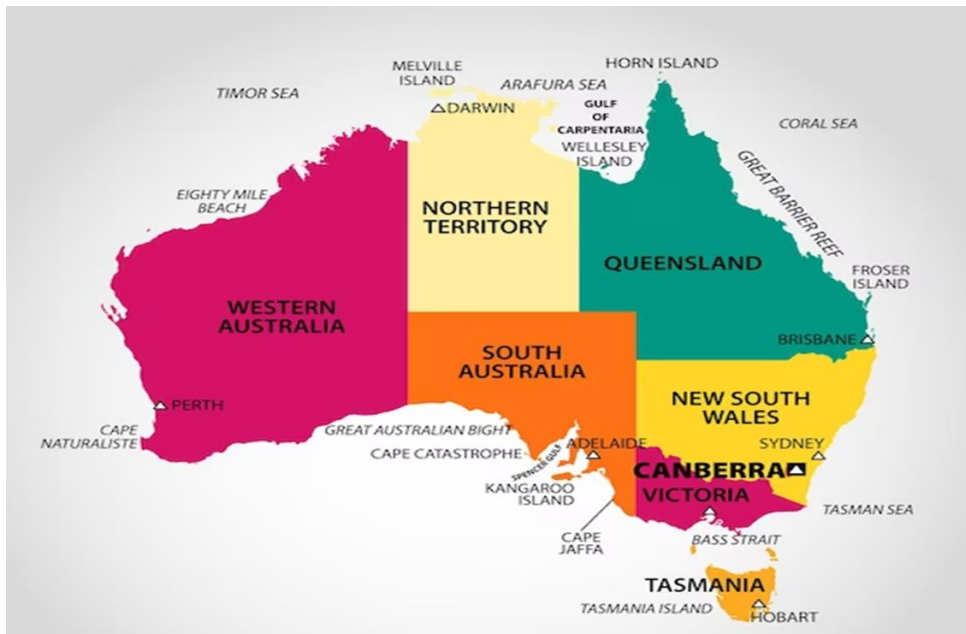 HORN ISLAND
MELVILLE
ISLAND
ARAFURA SEA
TIMOR SEA
GULF
OF
CARPENTARIA
DARWIN
CORAL SEA
WELLESLEY
ISLAND
EIGHTY MILE
BEACH
GREAT BARRIER REEF
NORTHERN
TERRITORY
QUEENSLAND
FROSER
ISLAND
WESTERN
AUSTRALIA
BRISBANE
SOUTH
AUSTRALIA
NEW SOUTH
WALES
PERTH
CAPE
NATURALISTE
GREAT AUSTRALIAN BIGHT
ADELAIDE
SYDNEY
CAPE CATASTROPHE
SPENCER GULF
CANBERRA
KANGAROO
ISLAND
VICTORIA
TASMAN SEA
CAPE
JAFFA
BASS STRAIT
TASMANIA
TASMANIA ISLAND
HOBART